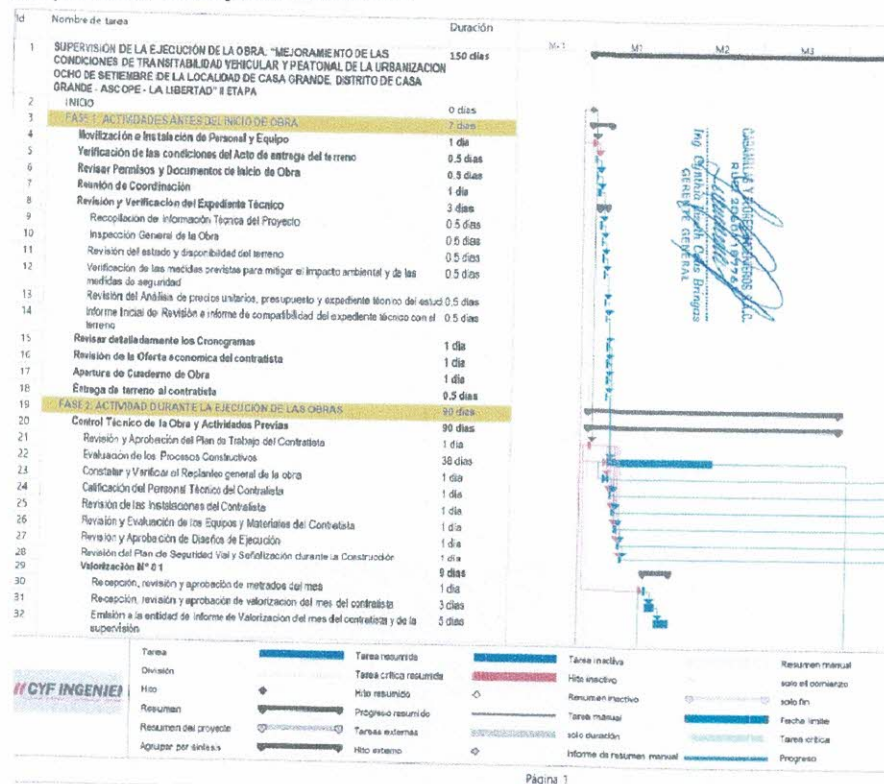 Id Nombre de tarea Duración
M-1 M1 M2 M3
1 SUPERVISIÓN DE LA EJECUCIÓN DE LA OBRA: "MEJORAMIENTO DE LAS 150 días
CONDICIONES DE TRANSITABILIDAD VEHICULAR Y PEATONAL DE LA URBANIZACION
OCHO DE SETIEMBRE DE LA LOCALIDAD DE CASA GRANDE, DISTRITO DE CASA
GRANDE - ASCOPE - LA LIBERTAD" II ETAPA
2 INICIO 0 días
3 FASE 1: ACTIVIDADES ANTES DEL INICIO DE OBRA 7 días
4 Movilización e Instalación de Personal y Equipo 1 día
5 Verificación de las condiciones del Acto de entrega del terreno 0.5 días
6 Revisar Permisos y Documentos de Inicio de Obra 0.5 días
7 Reunión de Coordinación 1 día
8 Revisión y Verificación del Expediente Técnico 3 días
9 Recopilación de Información Técnica del Proyecto 0.5 días
10 Inspección General de la Obra 0.5 días
11 Revisión del estado y disponibilidad del terreno 0.5 días
12 Verificación de las medidas previstas para mitigar el impacto ambiental y de las 0.5 días
medidas de seguridad
13 Revisión del Análisis de precios unitarios, presupuesto y expediente técnico del estud 0.5 días
14 Informe Inicial de Revisión e informe de compatibilidad del expediente técnico con el 0.5 días
terreno
15 Revisar detalladamente los Cronogramas 1 día
16 Revisión de la Oferta economica del contratista 1 día
17 Apertura de Cuaderno de Obra 1 día
18 Entrega de terreno al contratista 0.5 días
19 FASE 2: ACTIVIDAD DURANTE LA EJECUCIÓN DE LAS OBRAS 90 días
20 Control Técnico de la Obra y Actividades Previas 90 días
21 Revisión y Aprobación del Plan de Trabajo del Contratista 1 día
22 Evaluación de los Procesos Constructivos 38 días
23 Constatar y Verificar el Replanteo general de la obra 1 día
24 Calificación del Personal Técnico del Contratista 1 día
25 Revisión de las Instalaciones del Contratista 1 día
26 Revisión y Evaluación de los Equipos y Materiales del Contratista 1 día
27 Revisión y Aprobación de Diseños de Ejecución 1 día
28 Revisión del Plan de Seguridad Vial y Señalización durante la Construcción 1 día
29 Valorización N° 01 9 días
30 Recepción, revisión y aprobación de metrados del mes 1 día
31 Recepción, revisión y aprobación de valorización del mes del contratista 3 días
32 Emisión a la entidad de informe de Valorización del mes del contratista y de la 5 días
supervisión
INGENIEROS S.A.C.
Ing. Cynthia
GERENTE GENERAL
CYF INGENIE
Tarea Tarea resumida Tarea inactiva Resumen manual
División Tarea crítica resumida Hito inactivo solo el comienzo
Hito Hito resumido Resumen inactivo solo fin
Resumen Progreso resumido Tarea manual Fecha límite
Resumen del proyecto Tareas externas solo duración Tarea crítica
Agrupar por síntesis Hito externo Informe de resumen manual Progreso
Página 1